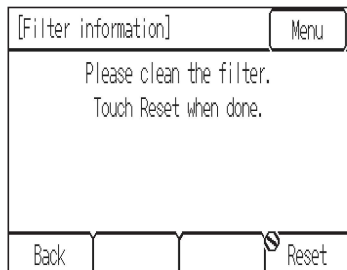 [Filter information]
Menu
Please clean the filter.
Touch Reset when done.
Back
Reset